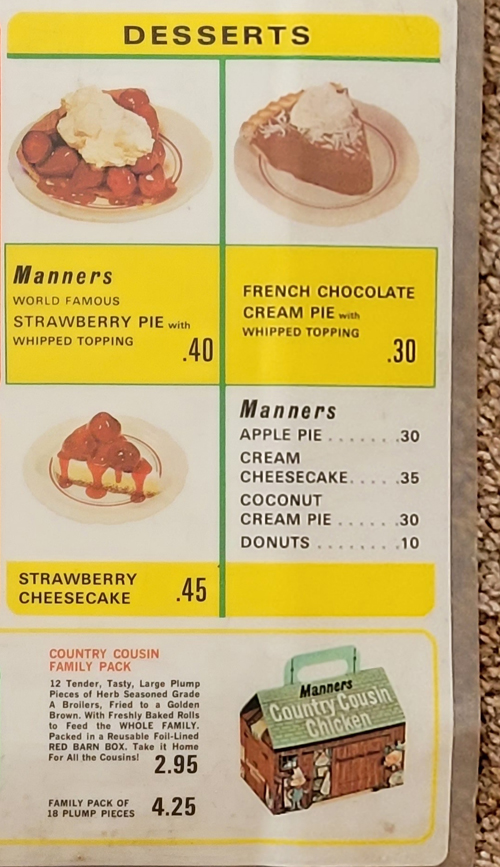 DESSERTS
Manners
WORLD FAMOUS
STRAWBERRY PIE with
WHIPPED TOPPING
.40
FRENCH CHOCOLATE
CREAM PIE with
WHIPPED TOPPING
.30
Manners
APPLE PIE ........30
CREAM
CHEESECAKE......35
COCONUT
CREAM PIE .......30
DONUTS .........10
STRAWBERRY
CHEESECAKE .45
COUNTRY COUSIN
FAMILY PACK
12 Tender, Tasty, Large Plump
Pieces of Herb Seasoned Grade
A Broilers, Fried to a Golden
Brown. With Freshly Baked Rolls
to Feed the WHOLE FAMILY.
Packed in a Reusable Foil-Lined
RED BARN BOX. Take it Home
For All the Cousins! 2.95
FAMILY PACK OF
18 PLUMP PIECES 4.25
Manners
Country Cousin
Chicken